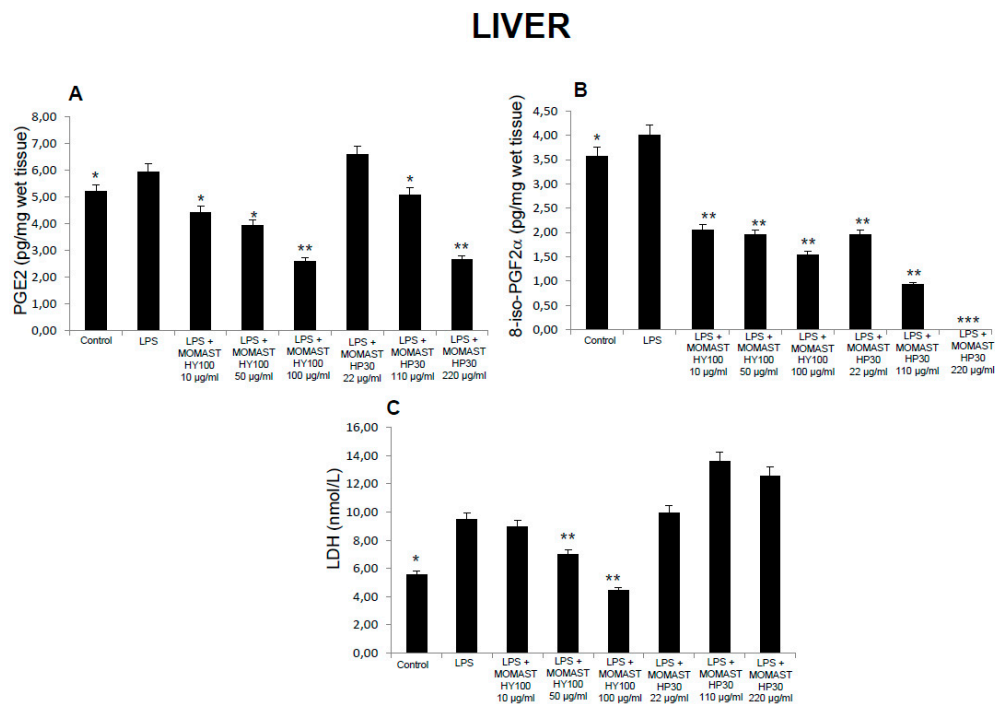 LIVER
A
PGE2 (pg/mg wet tissue)
8,00
7,00
6,00
5,00
4,00
3,00
2,00
1,00
0,00
*
*
*
**
*
**
Control
LPS
LPS +
MOMAST
HY100
10 µg/ml
LPS +
MOMAST
HY100
50 µg/ml
LPS +
MOMAST
HY100
100 µg/ml
LPS +
MOMAST
HP30
22 µg/ml
LPS +
MOMAST
HP30
110 µg/ml
LPS +
MOMAST
HP30
220 µg/ml
B
8-iso-PGF2α (pg/mg wet tissue)
4,50
4,00
3,50
3,00
2,50
2,00
1,50
1,00
0,50
0,00
*
**
**
**
**
**
***
Control
LPS
LPS +
MOMAST
HY100
10 µg/ml
LPS +
MOMAST
HY100
50 µg/ml
LPS +
MOMAST
HY100
100 µg/ml
LPS +
MOMAST
HP30
22 µg/ml
LPS +
MOMAST
HP30
110 µg/ml
LPS +
MOMAST
HP30
220 µg/ml
C
LDH (nmol/L)
16,00
14,00
12,00
10,00
8,00
6,00
4,00
2,00
0,00
*
**
**
Control
LPS
LPS +
MOMAST
HY100
10 µg/ml
LPS +
MOMAST
HY100
50 µg/ml
LPS +
MOMAST
HY100
100 µg/ml
LPS +
MOMAST
HP30
22 µg/ml
LPS +
MOMAST
HP30
110 µg/ml
LPS +
MOMAST
HP30
220 µg/ml